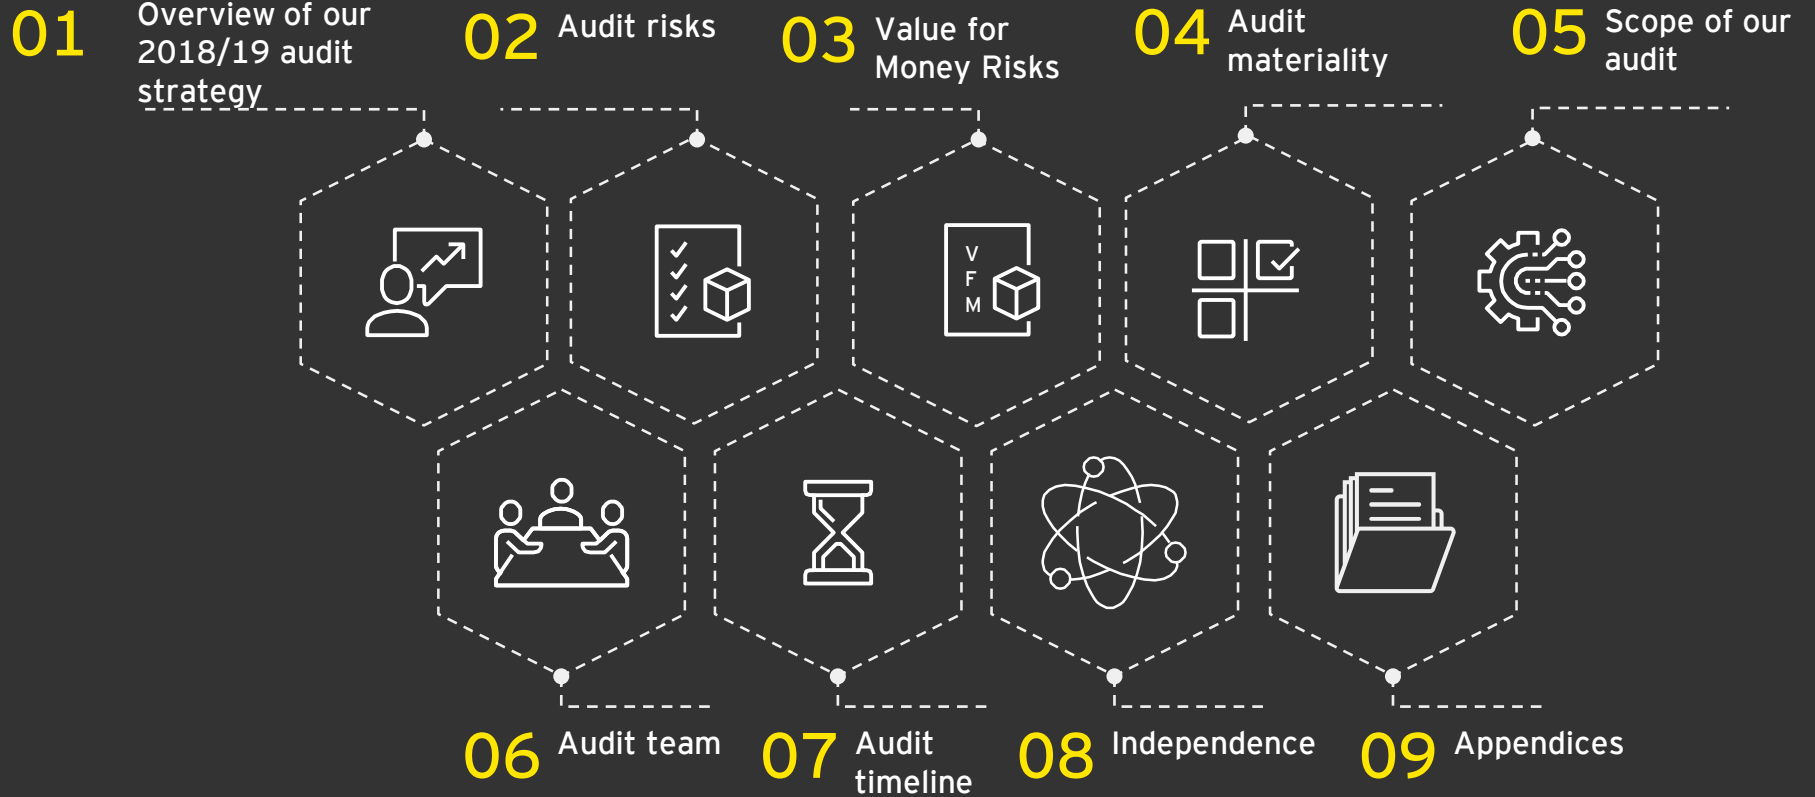 01
Overview of our
2018/19 audit
strategy
02
Audit risks
03
Value for
Money Risks
04
Audit
materiality
05
Scope of our
audit
V
F
M
06
Audit team
07
Audit
timeline
08
Independence
09
Appendices